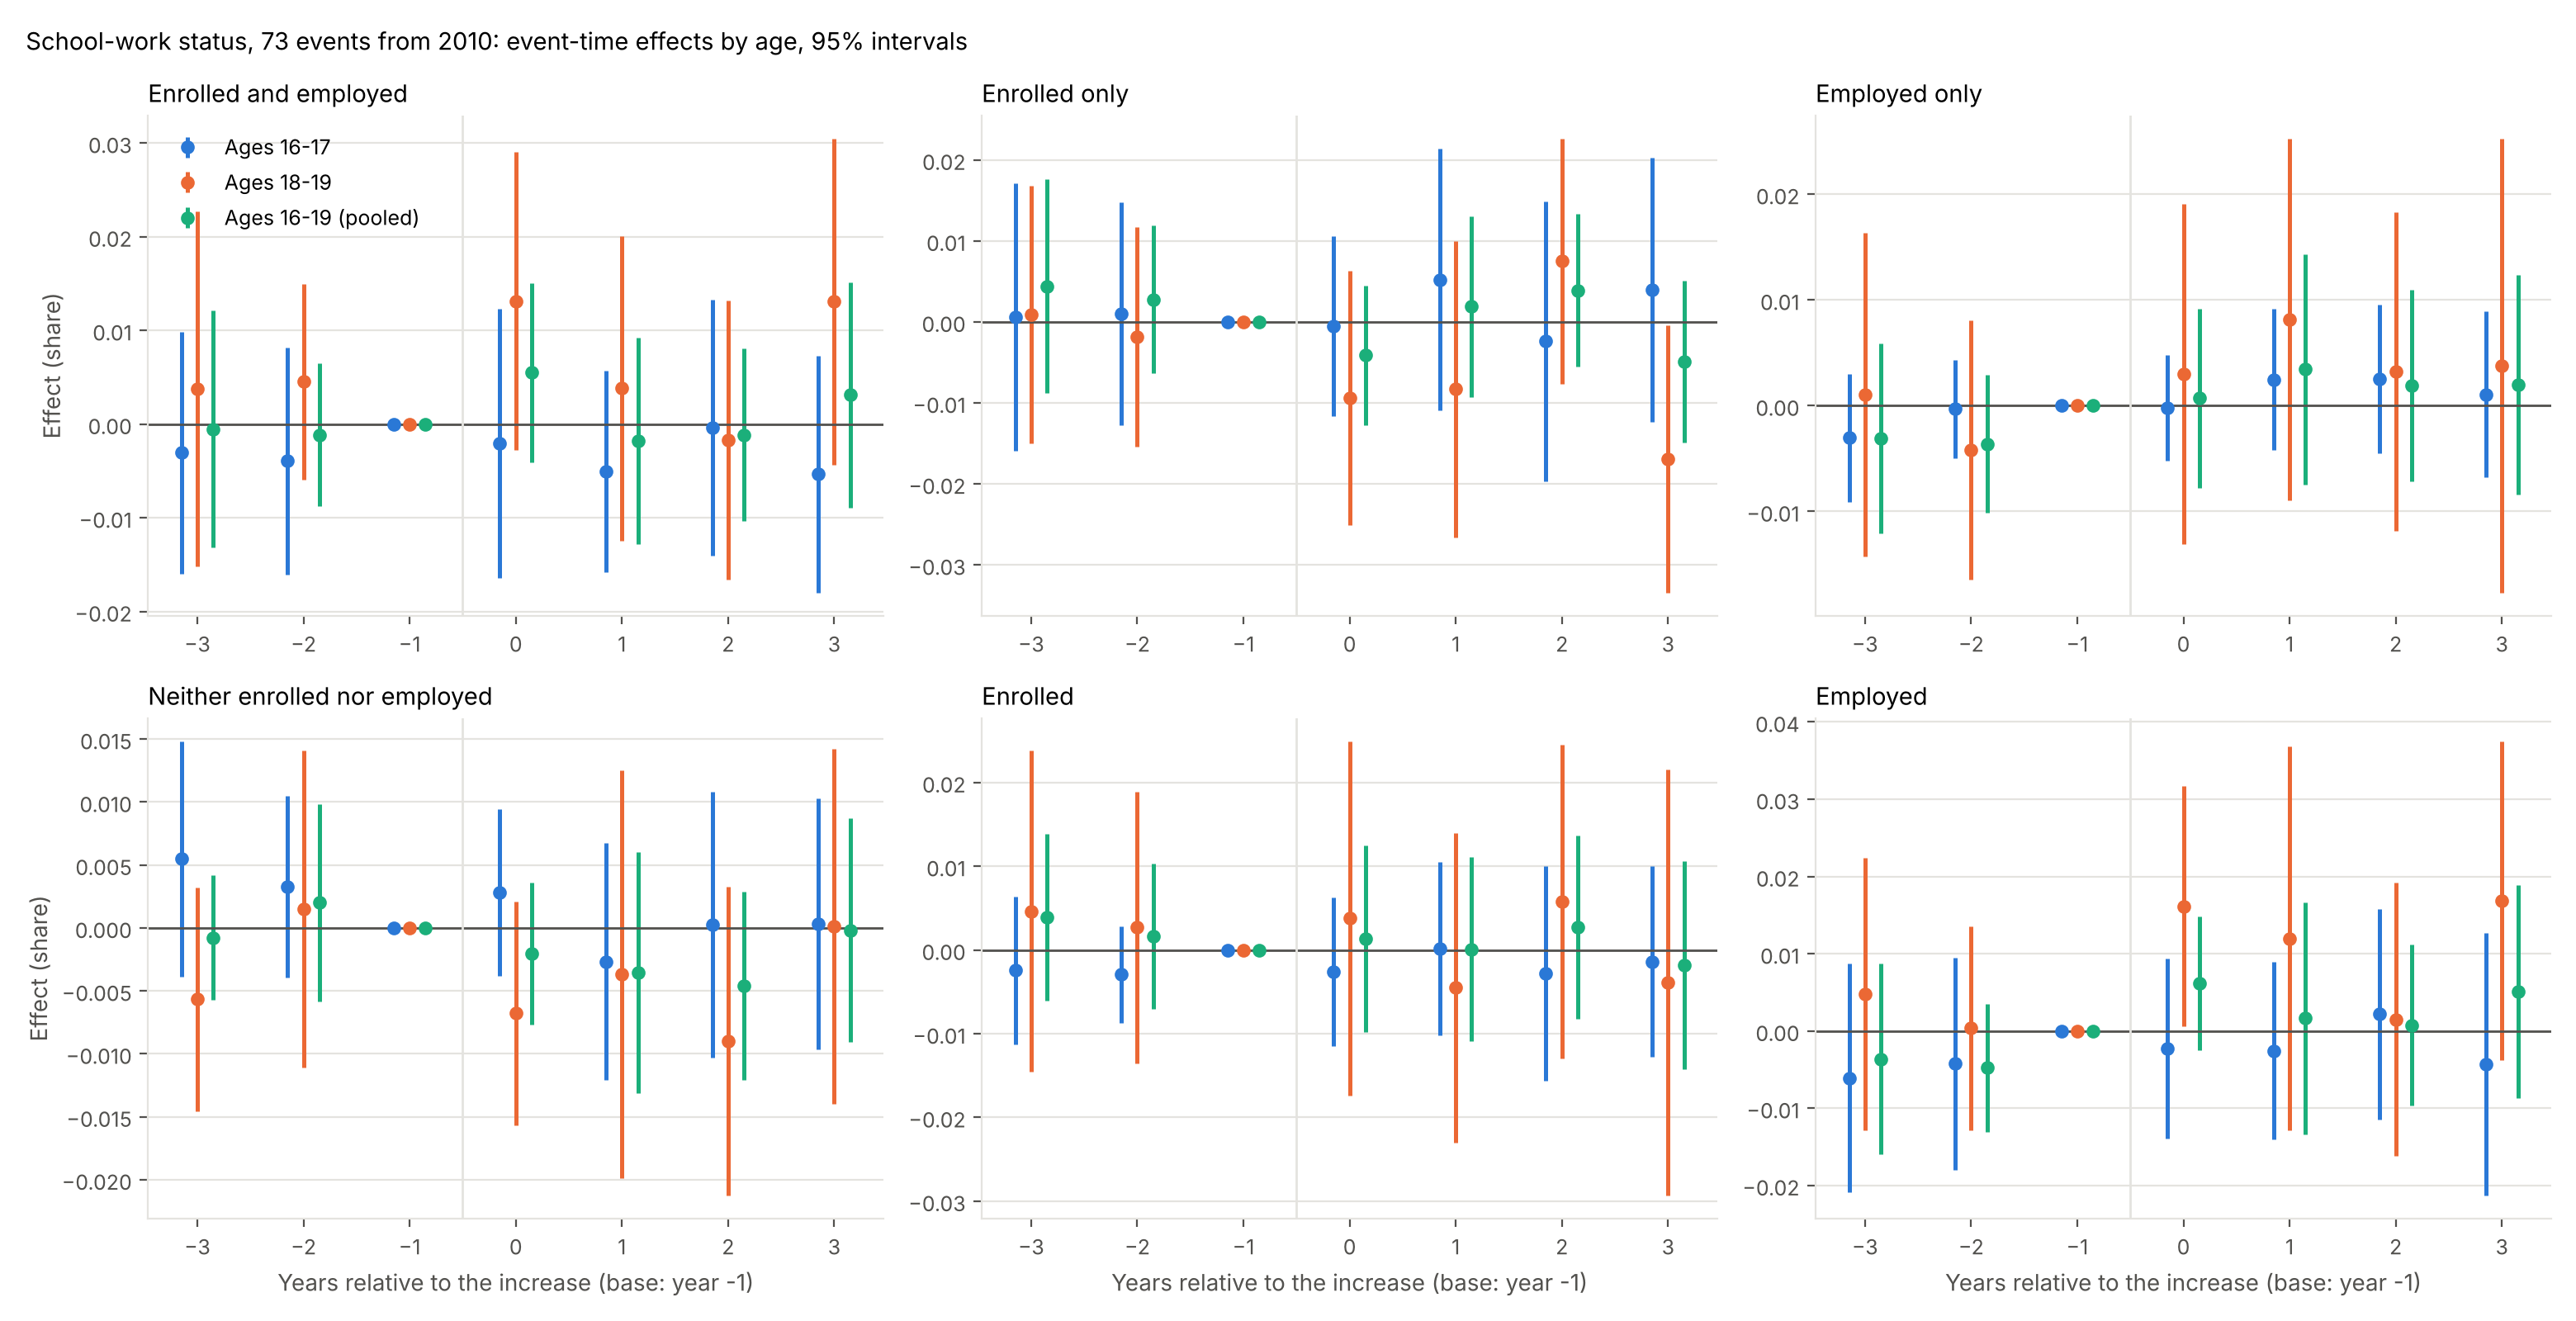 School-work status, 73 events from 2010: event-time effects by age, 95% intervals
Enrolled and employed
Effect (share)
0.03
0.02
0.01
0.00
−0.01
−0.02
Ages 16-17
Ages 18-19
Ages 16-19 (pooled)
−3 −2 −1 0 1 2 3
Enrolled only
0.02
0.01
0.00
−0.01
−0.02
−0.03
−3 −2 −1 0 1 2 3
Employed only
0.02
0.01
0.00
−0.01
−3 −2 −1 0 1 2 3
Neither enrolled nor employed
Effect (share)
0.015
0.010
0.005
0.000
−0.005
−0.010
−0.015
−0.020
−3 −2 −1 0 1 2 3
Years relative to the increase (base: year -1)
Enrolled
0.02
0.01
0.00
−0.01
−0.02
−0.03
−3 −2 −1 0 1 2 3
Years relative to the increase (base: year -1)
Employed
0.04
0.03
0.02
0.01
0.00
−0.01
−0.02
−3 −2 −1 0 1 2 3
Years relative to the increase (base: year -1)